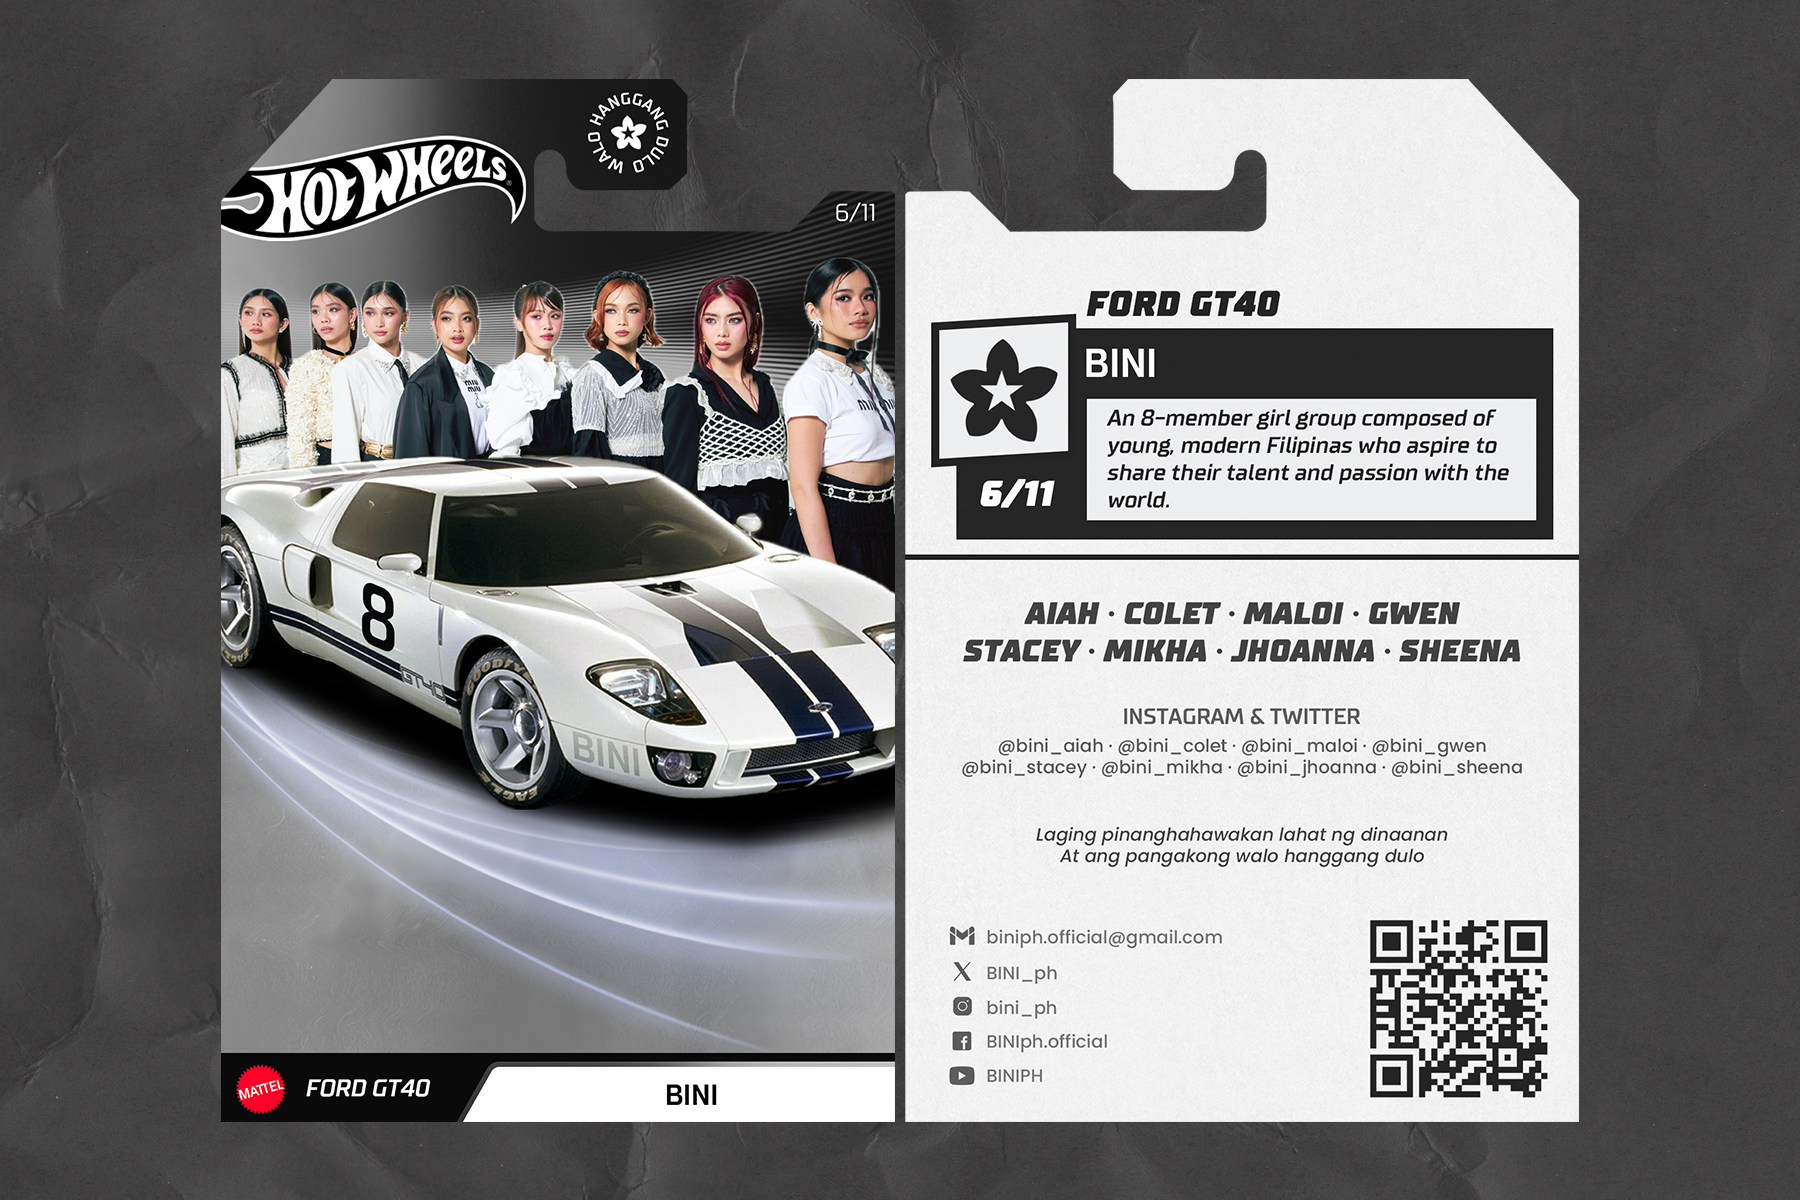 HOT WHEELS
WALO HANGGANG DULO
6/11
MIU
MIU
8
GT40
GOODYEAR
EAGLE
BINI
MATTEL
FORD GT40
BINI
FORD GT40
BINI
An 8-member girl group composed of
young, modern Filipinas who aspire to
share their talent and passion with the
world.
6/11
AIAH · COLET · MALOI · GWEN
STACEY · MIKHA · JHOANNA · SHEENA
INSTAGRAM & TWITTER
@bini_aiah · @bini_colet · @bini_maloi · @bini_gwen
@bini_stacey · @bini_mikha · @bini_jhoanna · @bini_sheena
Laging pinanghahawakan lahat ng dinaanan
At ang pangakong walo hanggang dulo
biniph.official@gmail.com
BINI_ph
bini_ph
BINIph.official
BINIPH